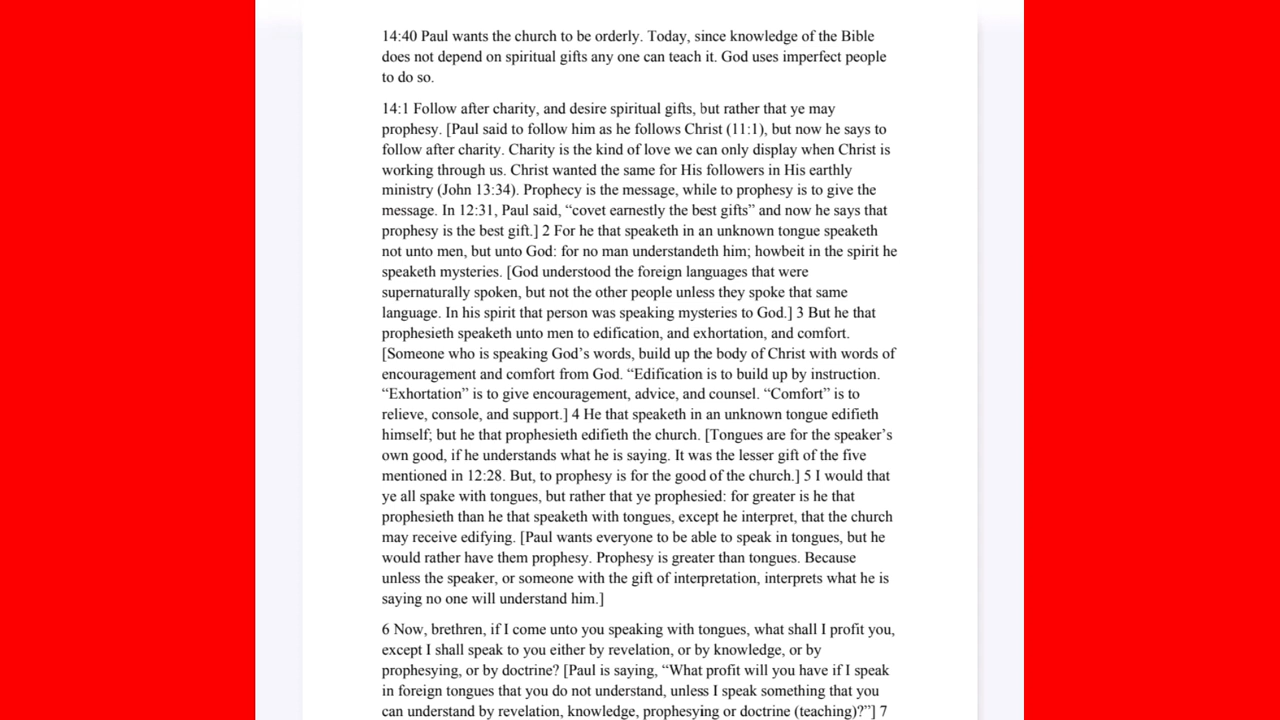 14:40 Paul wants the church to be orderly. Today, since knowledge of the Bible
does not depend on spiritual gifts any one can teach it. God uses imperfect people
to do so.
14:1 Follow after charity, and desire spiritual gifts, but rather that ye may
prophesy. [Paul said to follow him as he follows Christ (11:1), but now he says to
follow after charity. Charity is the kind of love we can only display when Christ is
working through us. Christ wanted the same for His followers in His earthly
ministry (John 13:34). Prophecy is the message, while to prophesy is to give the
message. In 12:31, Paul said, “covet earnestly the best gifts” and now he says that
prophesy is the best gift.] 2 For he that speaketh in an unknown tongue speaketh
not unto men, but unto God: for no man understandeth him; howbeit in the spirit he
speaketh mysteries. [God understood the foreign languages that were
supernaturally spoken, but not the other people unless they spoke that same
language. In his spirit that person was speaking mysteries to God.] 3 But he that
prophesieth speaketh unto men to edification, and exhortation, and comfort.
[Someone who is speaking God’s words, build up the body of Christ with words of
encouragement and comfort from God. “Edification is to build up by instruction.
“Exhortation” is to give encouragement, advice, and counsel. “Comfort” is to
relieve, console, and support.] 4 He that speaketh in an unknown tongue edifieth
himself; but he that prophesieth edifieth the church. [Tongues are for the speaker’s
own good, if he understands what he is saying. It was the lesser gift of the five
mentioned in 12:28. But, to prophesy is for the good of the church.] 5 I would that
ye all spake with tongues, but rather that ye prophesied: for greater is he that
prophesieth than he that speaketh with tongues, except he interpret, that the church
may receive edifying. [Paul wants everyone to be able to speak in tongues, but he
would rather have them prophesy. Prophesy is greater than tongues. Because
unless the speaker, or someone with the gift of interpretation, interprets what he is
saying no one will understand him.]
6 Now, brethren, if I come unto you speaking with tongues, what shall I profit you,
except I shall speak to you either by revelation, or by knowledge, or by
prophesying, or by doctrine? [Paul is saying, “What profit will you have if I speak
in foreign tongues that you do not understand, unless I speak something that you
can understand by revelation, knowledge, prophesying or doctrine (teaching)?”] 7